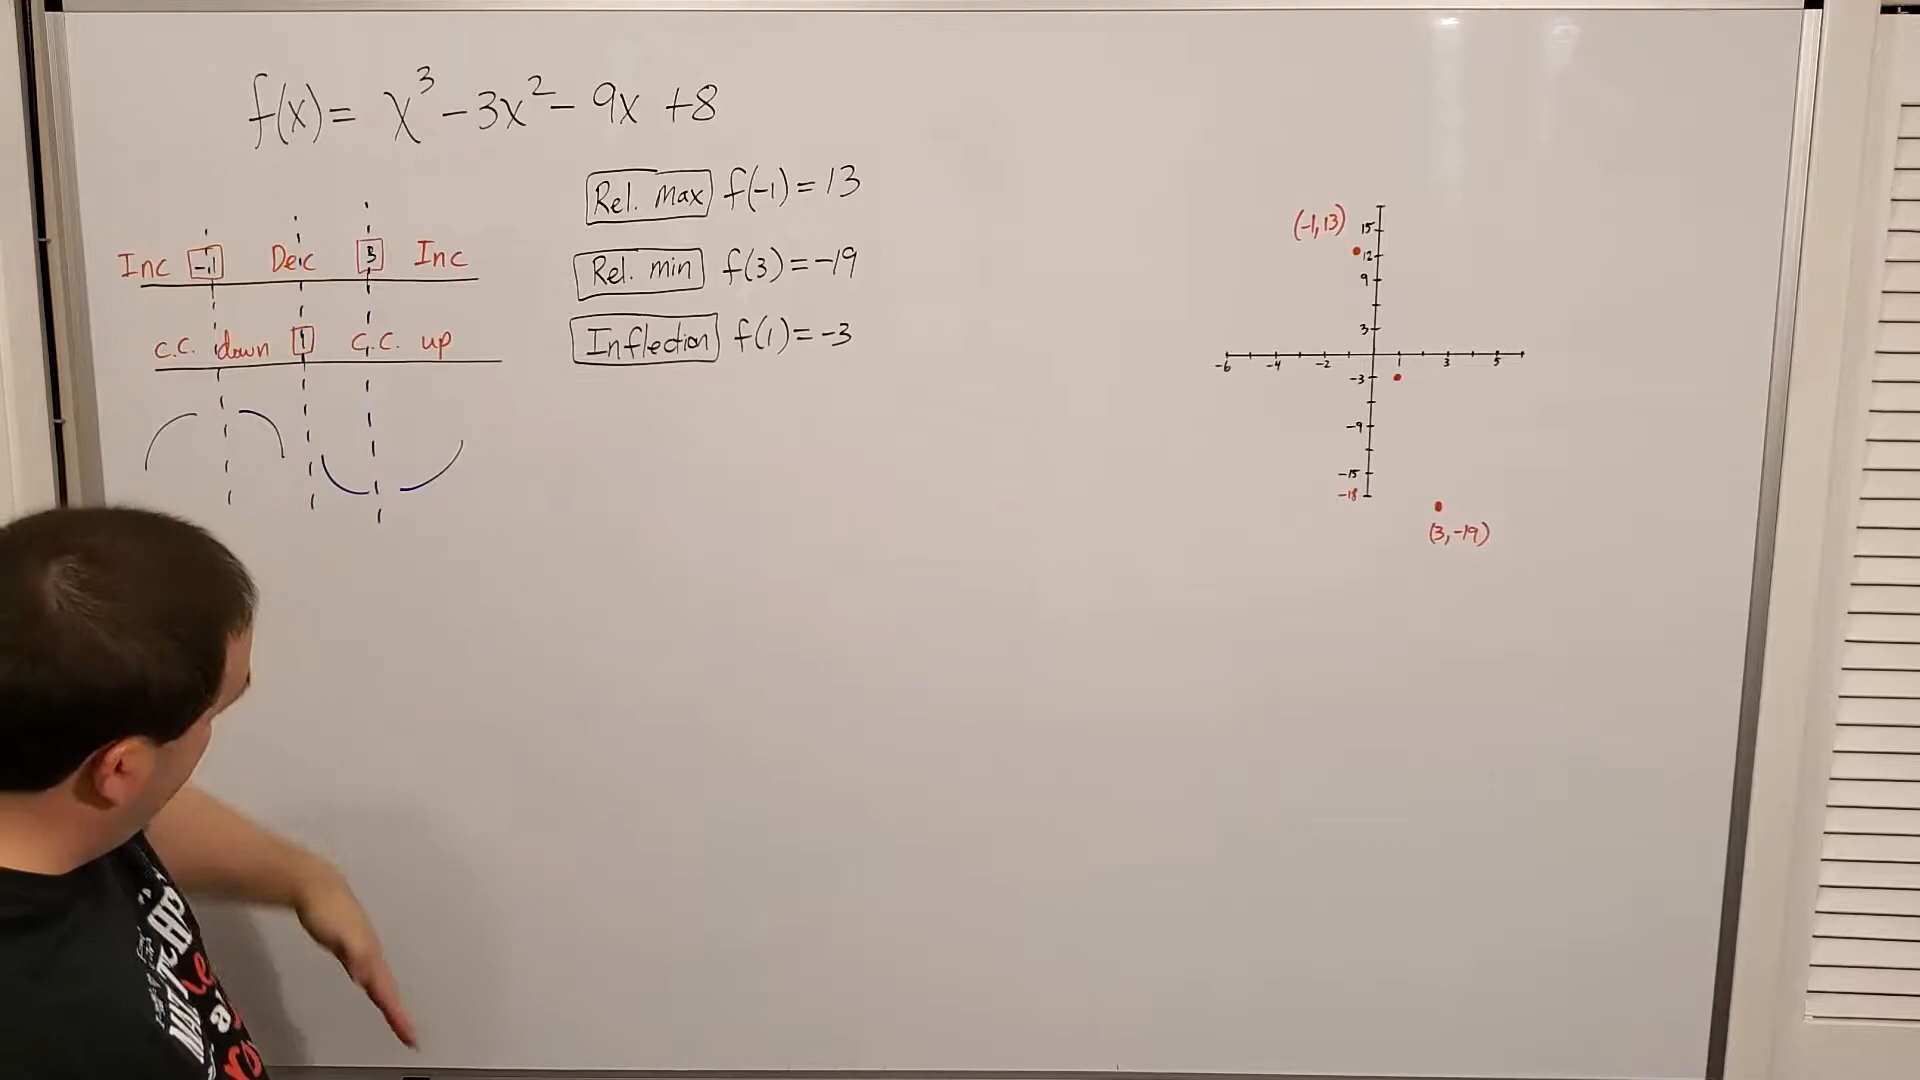 f(x) = x³ - 3x² - 9x + 8
Rel. max f(-1) = 13
Inc -1 Dec 3 Inc
Rel. min f(3) = -19
c.c. down 1 c.c. up
Inflection f(1) = -3
(-1,13) 15
12
9
3
-6 -4 -2 1 3 5
-3
-9
-15
-18
(3,-19)